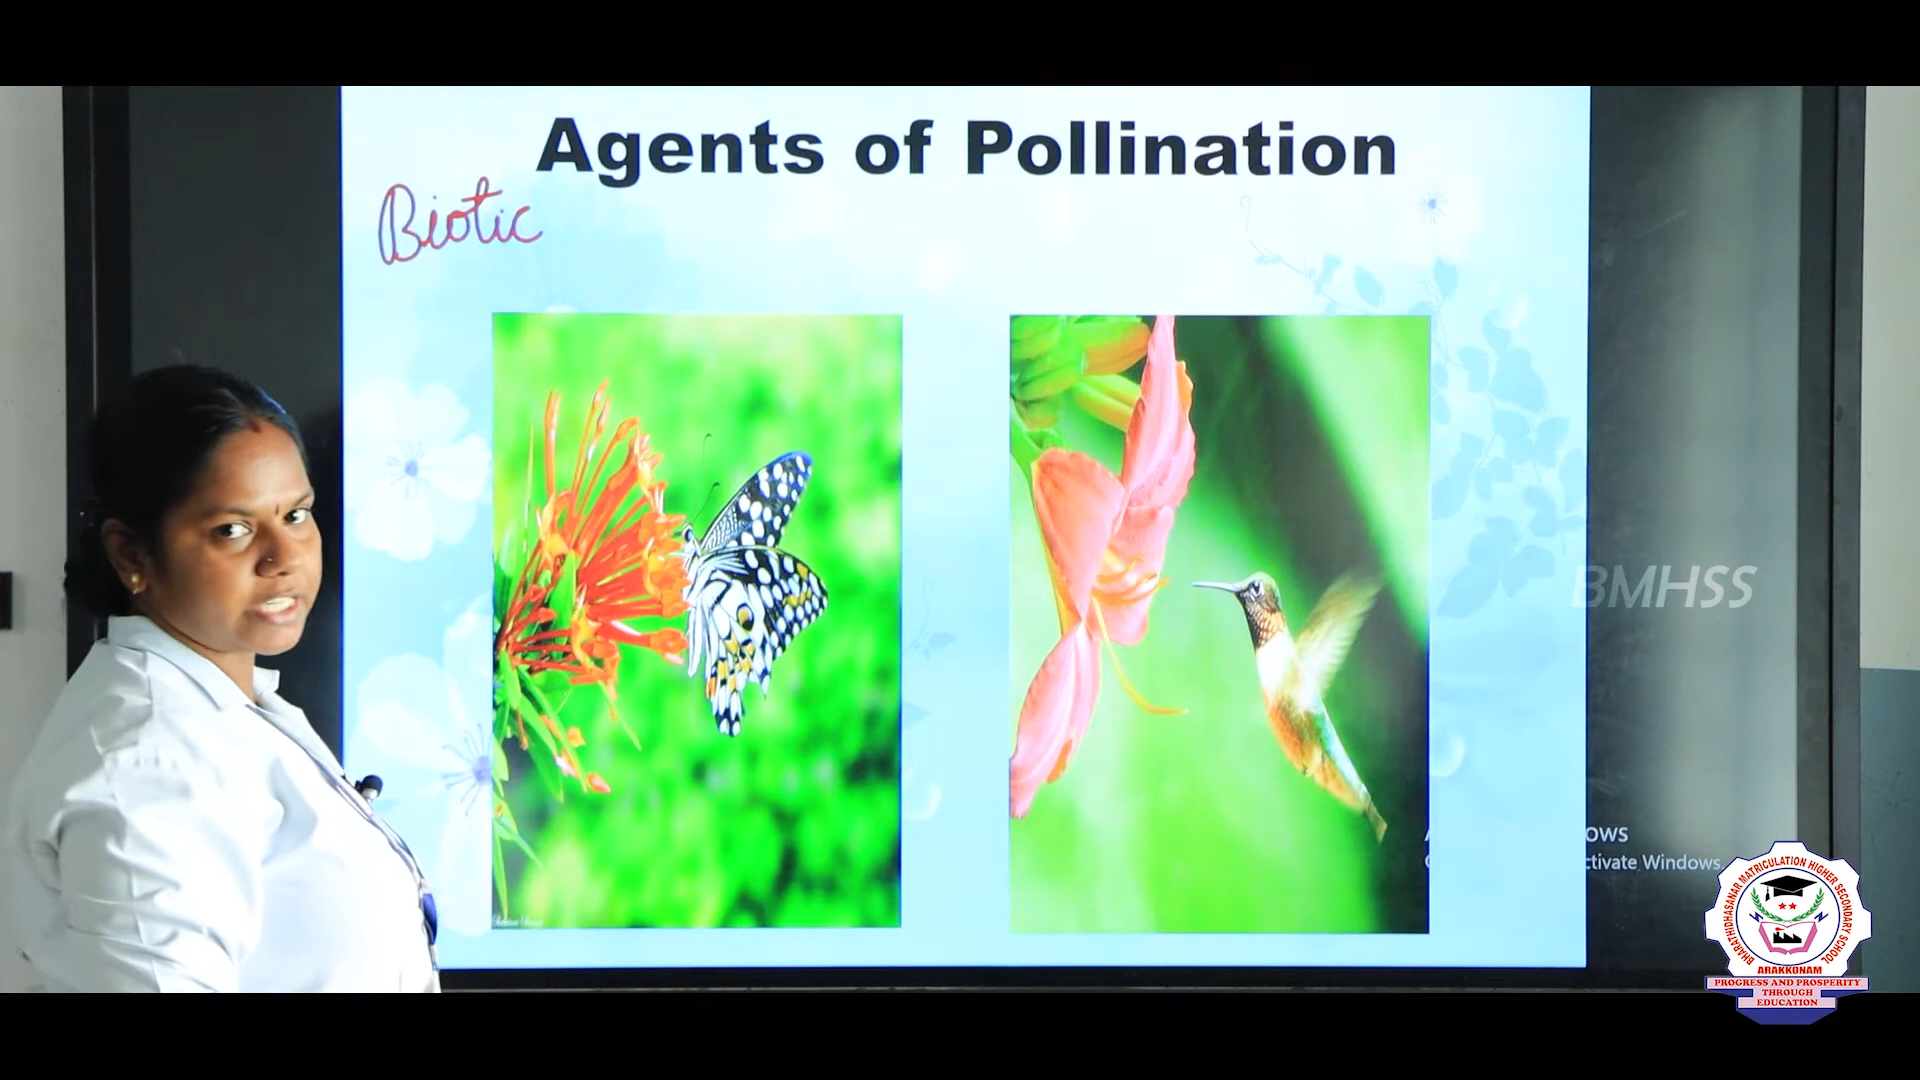 Agents of Pollination
Biotic
BMHSS
ows
ctivate Windows
BHARATHIDHASANAR MATRICULATION HIGHER SECONDARY SCHOOL
ARAKKONAM
PROGRESS AND PROSPERITY
THROUGH
EDUCATION